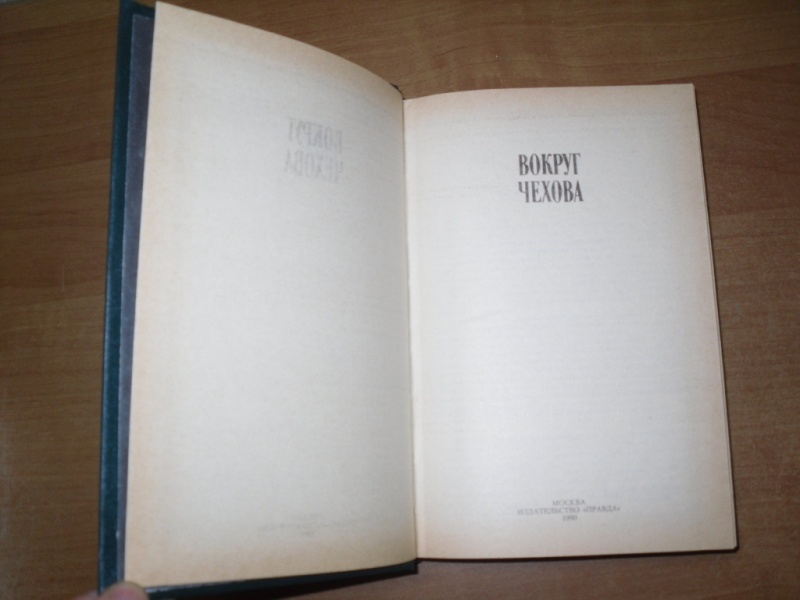 ВОКРУГ
ЧЕХОВА
МОСКВА
ИЗДАТЕЛЬСТВО «ПРАВДА»
1990